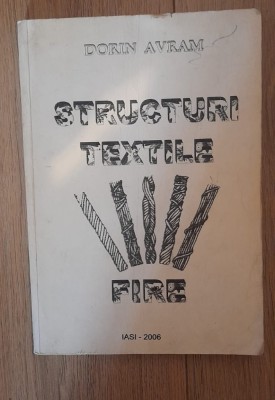 DORIN AVRAM
STRUCTURI
TEXTILE
FIRE
IASI - 2006